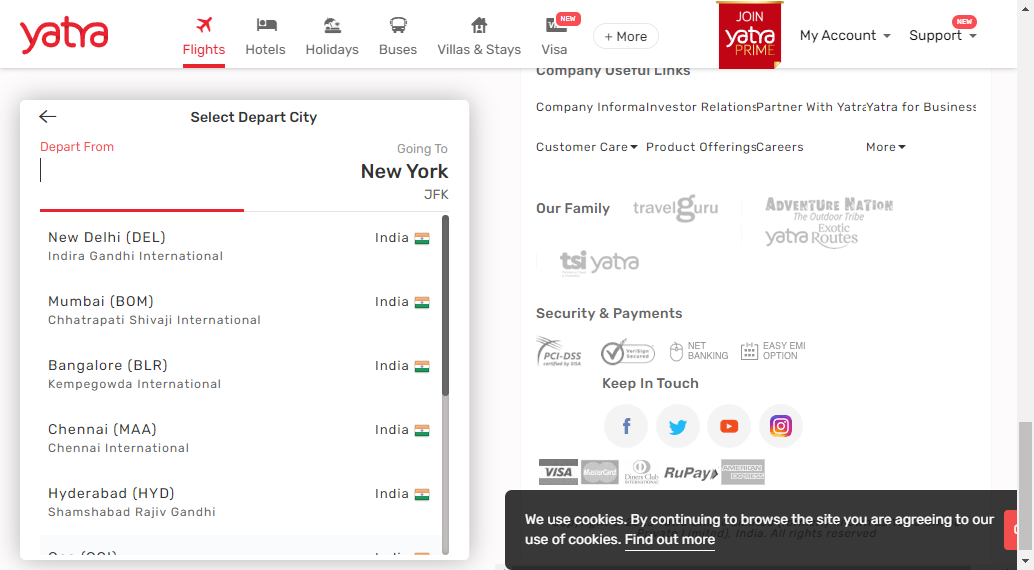 yatra
Flights
Hotels
Holidays
Buses
Villas & Stays
NEW
Visa
+ More
JOIN
yatra
PRIME
My Account
NEW
Support
Select Depart City
Depart From
Going To
New York
JFK
New Delhi (DEL)
India
Indira Gandhi International
Mumbai (BOM)
India
Chhatrapati Shivaji International
Bangalore (BLR)
India
Kempegowda International
Chennai (MAA)
India
Chennai International
Hyderabad (HYD)
India
Shamshabad Rajiv Gandhi
Company Useful Links
Company Informa
Investor Relations
Partner With Yatra
Yatra for Business
Customer Care
Product Offerings
Careers
More
Our Family
travelguru
ADVENTURE NATION
The Outdoor Tribe
yatra Exotic Routes
tsi yatra
Security & Payments
PCI-DSS
certified by VISA
VeriSign
Secured
NET
BANKING
EASY EMI
OPTION
Keep In Touch
VISA
MasterCard
Diners Club
INTERNATIONAL
RuPay
AMERICAN
EXPRESS
We use cookies. By continuing to browse the site you are agreeing to our
use of cookies. Find out more
Private Limited), India. All rights reserved